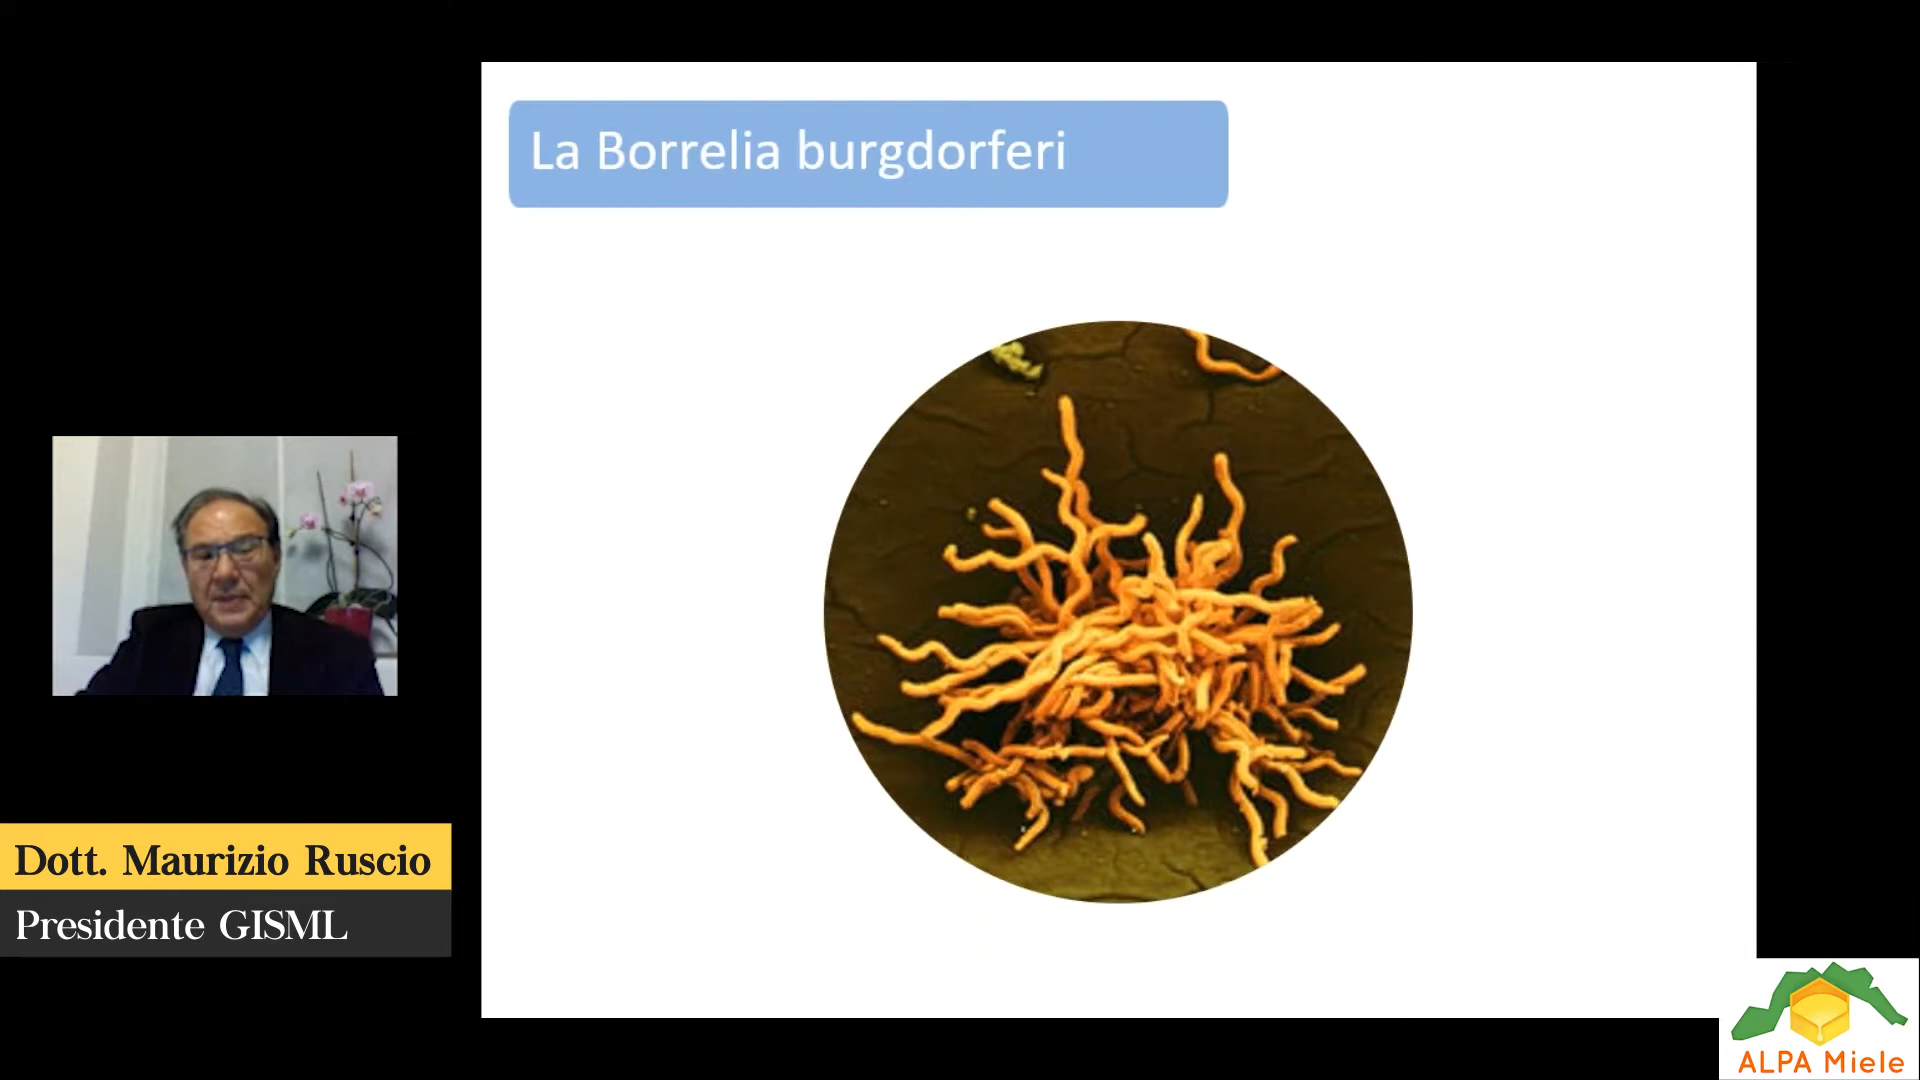 La Borrelia burgdorferi
Dott. Maurizio Ruscio
Presidente GISML
ALPA Miele